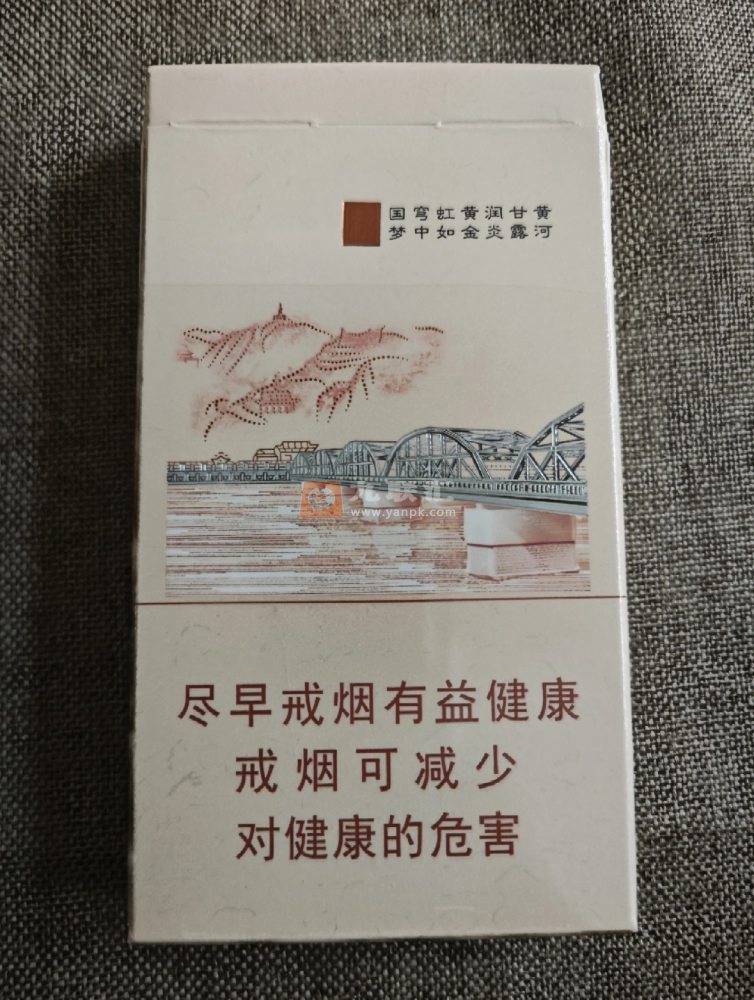 黄河
甘露
润炎
黄金
虹如
穹中
国梦
www.yanpk.com
尽早戒烟有益健康
戒烟可减少
对健康的危害